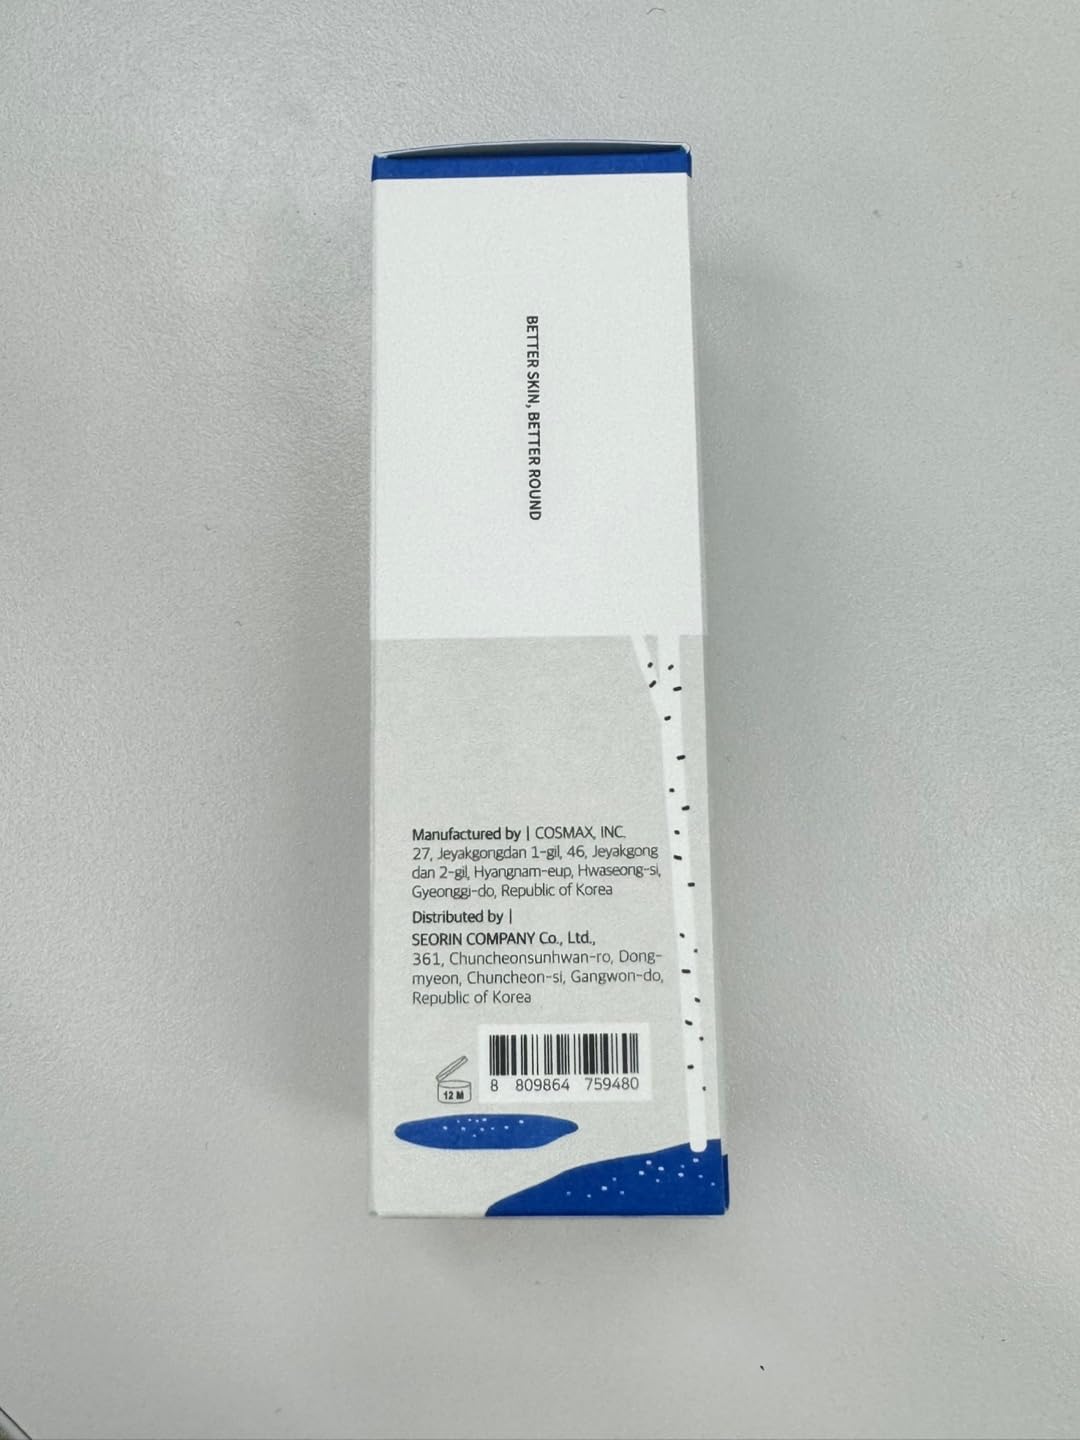 BETTER SKIN, BETTER ROUND
Manufactured by | COSMAX, INC.
27, Jeyakgongdan 1-gil, 46, Jeyakgong
dan 2-gil, Hyangnam-eup, Hwaseong-si,
Gyeonggi-do, Republic of Korea
Distributed by |
SEORIN COMPANY Co., Ltd.,
361, Chuncheonsunhwan-ro, Dong-
myeon, Chuncheon-si, Gangwon-do,
Republic of Korea
12 M
8 809864 759480